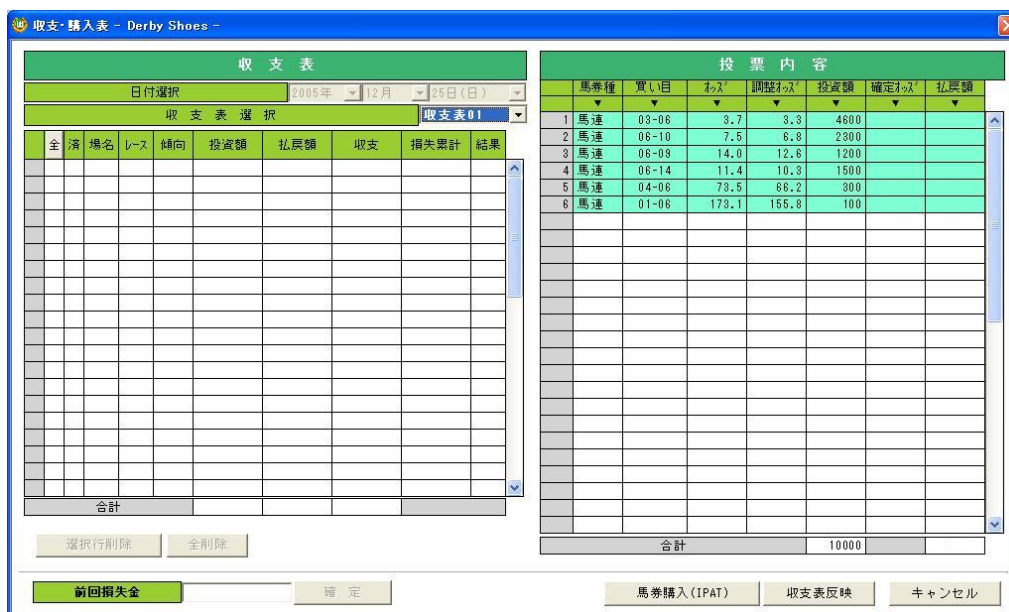 収支・購入表 - Derby Shoes -
収 支 表
日付選択 2005年 12月 25日(日)
収 支 表 選 択 収支表01
全 済 場名 レース 傾向 投資額 払戻額 収支 損失累計 結果
合計
選択行削除 全削除
投 票 内 容
馬券種 買い目 オッズ 調整オッズ 投資額 確定オッズ 払戻額
▼ ▼ ▼ ▼ ▼ ▼ ▼
1 馬連 03-06 3.7 3.3 4600
2 馬連 06-10 7.5 6.8 2300
3 馬連 06-09 14.0 12.6 1200
4 馬連 06-14 11.4 10.3 1500
5 馬連 04-06 73.5 66.2 300
6 馬連 01-06 173.1 155.8 100
合計 10000
前回損失金 確 定
馬券購入(IPAT) 収支表反映 キャンセル